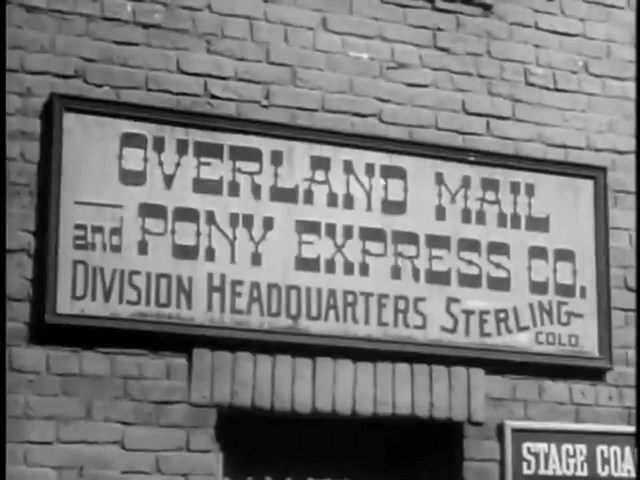 OVERLAND MAIL
and PONY EXPRESS CO.
DIVISION HEADQUARTERS STERLING
COLO.
STAGE COA